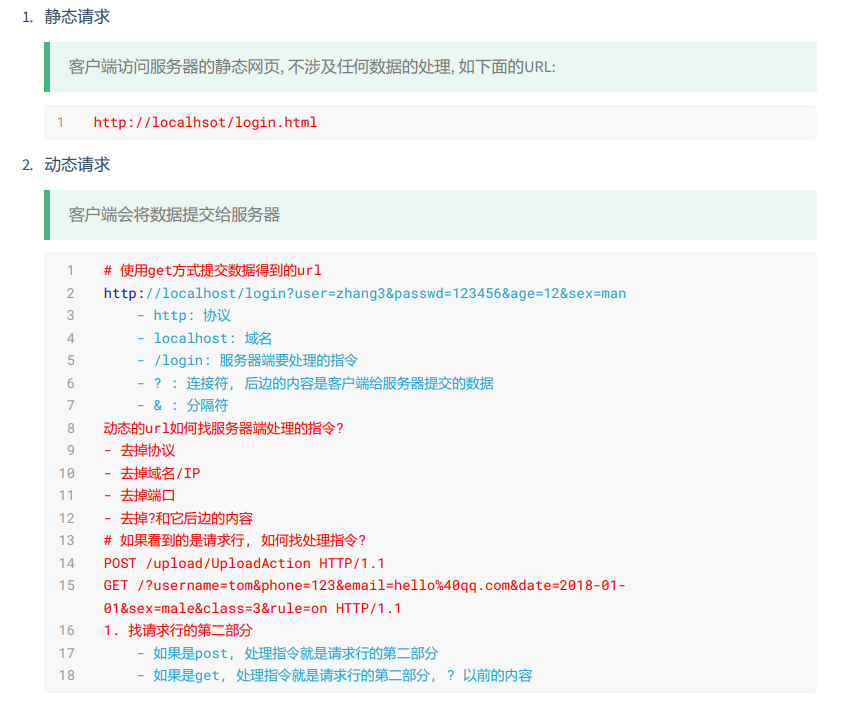 1. 静态请求
客户端访问服务器的静态网页, 不涉及任何数据的处理, 如下面的URL:
1 http://localhsot/login.html
2. 动态请求
客户端会将数据提交给服务器
1 # 使用get方式提交数据得到的url
2 http://localhost/login?user=zhang3&passwd=123456&age=12&sex=man
3 - http: 协议
4 - localhost: 域名
5 - /login: 服务器端要处理的指令
6 - ? : 连接符, 后边的内容是客户端给服务器提交的数据
7 - & : 分隔符
8 动态的url如何找服务器端处理的指令?
9 - 去掉协议
10 - 去掉域名/IP
11 - 去掉端口
12 - 去掉?和它后边的内容
13 # 如果看到的是请求行, 如何找处理指令?
14 POST /upload/UploadAction HTTP/1.1
15 GET /?username=tom&phone=123&email=hello%40qq.com&date=2018-01-
01&sex=male&class=3&rule=on HTTP/1.1
16 1. 找请求行的第二部分
17 - 如果是post, 处理指令就是请求行的第二部分
18 - 如果是get, 处理指令就是请求行的第二部分, ? 以前的内容